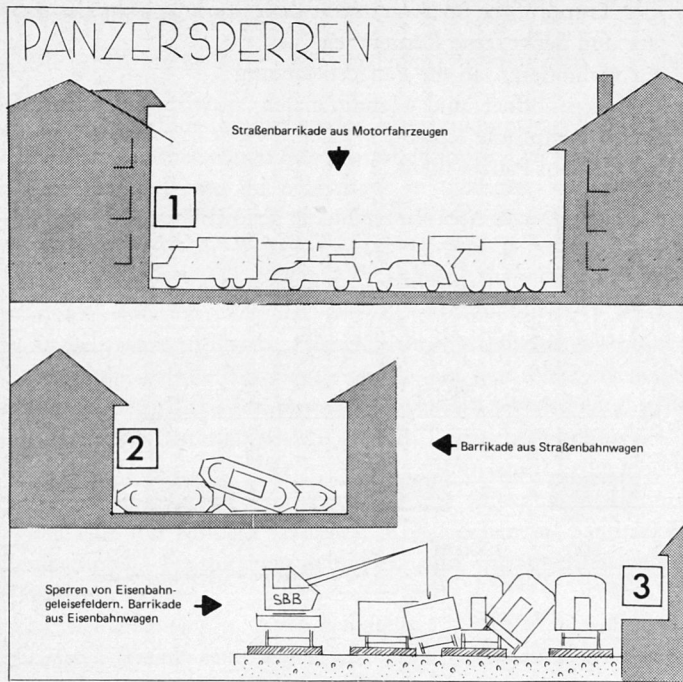 PANZERSPERREN
Straßenbarrikade aus Motorfahrzeugen
1
2
Barrikade aus Straßenbahnwagen
3
Sperren von Eisenbahn-
geleisefeldern. Barrikade
aus Eisenbahnwagen
SBB